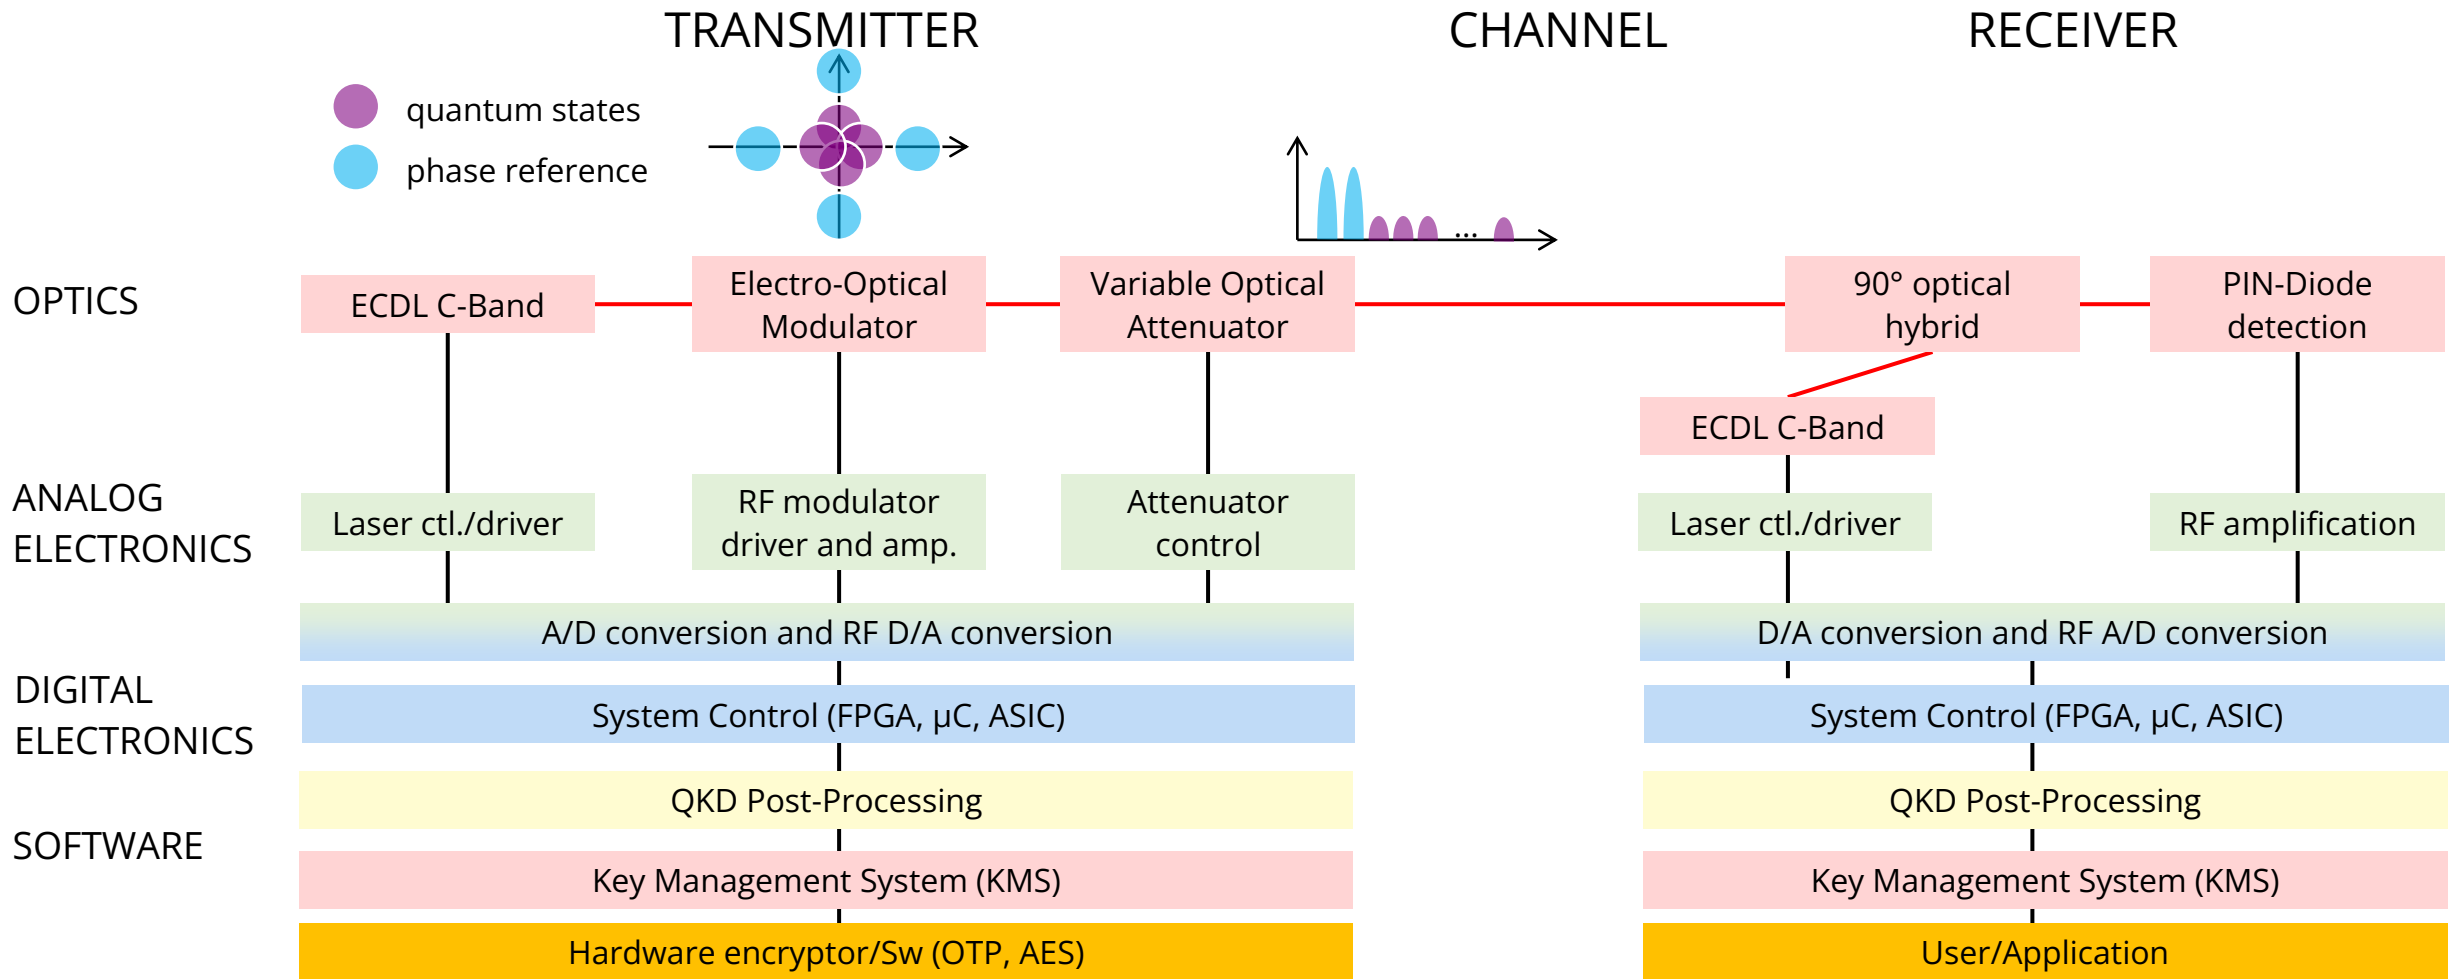 TRANSMITTER
CHANNEL
RECEIVER
quantum states
phase reference
...
OPTICS
ECDL C-Band
Electro-Optical
Modulator
Variable Optical
Attenuator
90° optical
hybrid
PIN-Diode
detection
ECDL C-Band
ANALOG
ELECTRONICS
Laser ctl./driver
RF modulator
driver and amp.
Attenuator
control
Laser ctl./driver
RF amplification
A/D conversion and RF D/A conversion
D/A conversion and RF A/D conversion
DIGITAL
ELECTRONICS
System Control (FPGA, µC, ASIC)
System Control (FPGA, µC, ASIC)
QKD Post-Processing
QKD Post-Processing
SOFTWARE
Key Management System (KMS)
Key Management System (KMS)
Hardware encryptor/Sw (OTP, AES)
User/Application